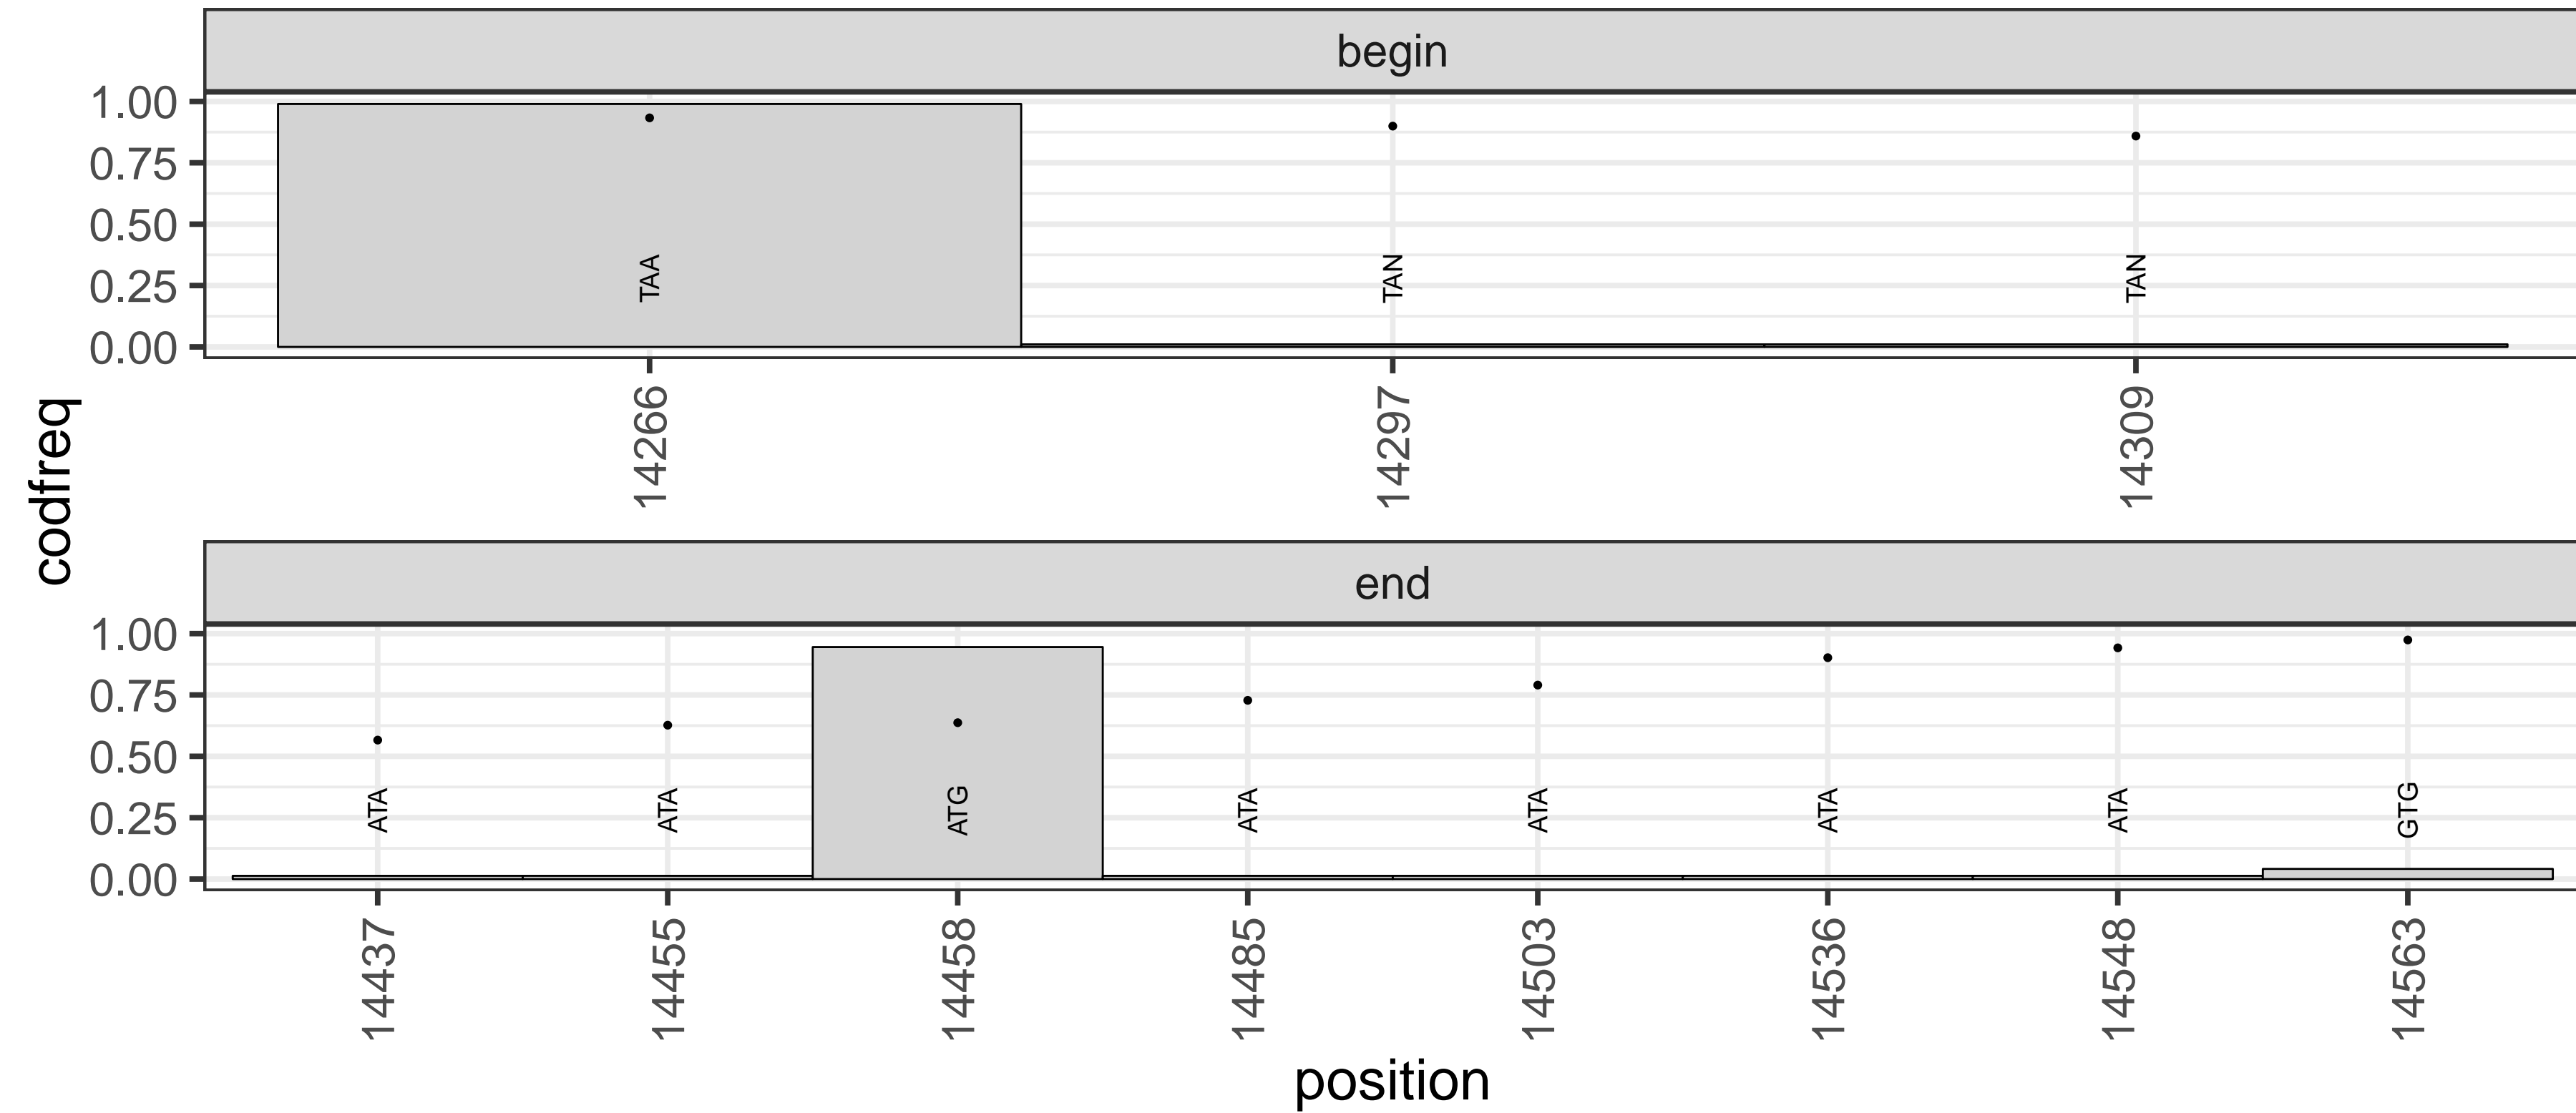 begin
1.00
0.75
0.50
0.25
0.00
TAA
TAN
TAN
14266
14297
14309
codfreq
end
1.00
0.75
0.50
0.25
0.00
ATA
ATA
ATG
ATA
ATA
ATA
ATA
GTG
14437
14455
14458
14485
14503
14536
14548
14563
position